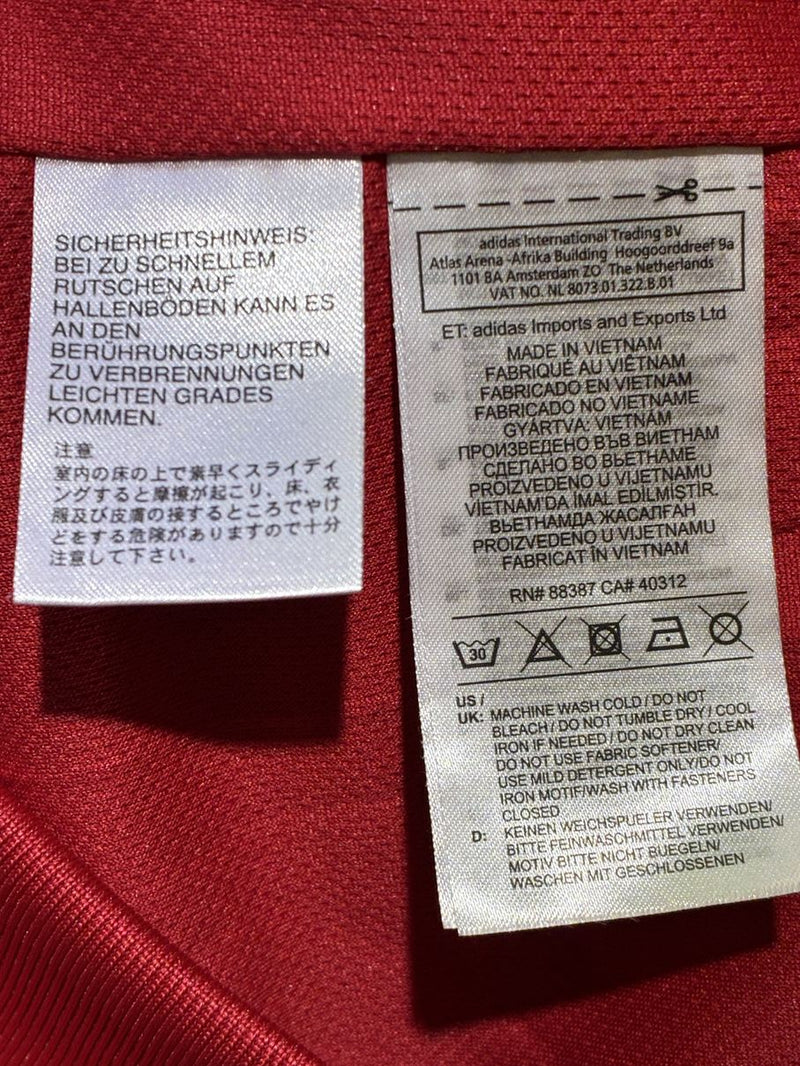 SICHERHEITSHINWEIS:
BEI ZU SCHNELLEM
RUTSCHEN AUF
HALLENBÖDEN KANN ES
AN DEN
BERÜHRUNGSPUNKTEN
ZU VERBRENNUNGEN
LEICHTEN GRADES
KOMMEN.
注意
室内の床の上で素早くスライディ
ングすると摩擦が起こり、床、衣
服及び皮膚の接するところでやけ
どをする危険がありますので十分
注意して下さい。
adidas International Trading BV
Atlas Arena -Afrika Building Hoogoorddreef 9a
1101 BA Amsterdam ZO The Netherlands
VAT NO. NL 8073.01.322.B.01
ET: adidas Imports and Exports Ltd
MADE IN VIETNAM
FABRIQUÉ AU VIÊTNAM
FABRICADO EN VIETNAM
FABRICADO NO VIETNAME
GYÁRTVA: VIETNÁM
ПРОИЗВЕДЕНО ВЪВ ВИЕТНАМ
СДЕЛАНО ВО ВЬЕТНАМЕ
PROIZVEDENO U VIJETNAMU
VİETNAM'DA İMAL EDİLMİŞTİR.
ВЬЕТНАМДА ЖАСАЛҒАН
PROIZVEDENO U VIJETNAMU
FABRICAT ÎN VIETNAM
RN# 88387 CA# 40312
30
US /
UK: MACHINE WASH COLD / DO NOT
BLEACH / DO NOT TUMBLE DRY / COOL
IRON IF NEEDED / DO NOT DRY CLEAN
DO NOT USE FABRIC SOFTENER/
USE MILD DETERGENT ONLY/DO NOT
IRON MOTIF/WASH WITH FASTENERS
CLOSED
D: KEINEN WEICHSPUELER VERWENDEN/
BITTE FEINWASCHMITTEL VERWENDEN/
MOTIV BITTE NICHT BUEGELN/
WASCHEN MIT GESCHLOSSENEN